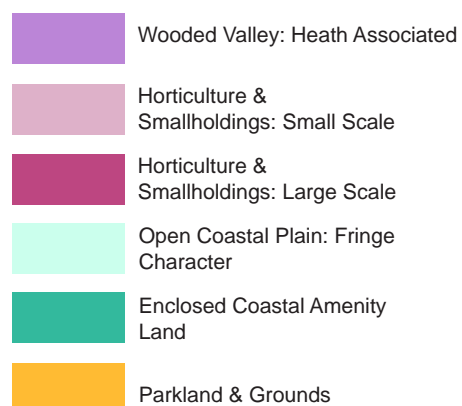 Wooded Valley: Heath Associated
Horticulture &
Smallholdings: Small Scale
Horticulture &
Smallholdings: Large Scale
Open Coastal Plain: Fringe
Character
Enclosed Coastal Amenity
Land
Parkland & Grounds